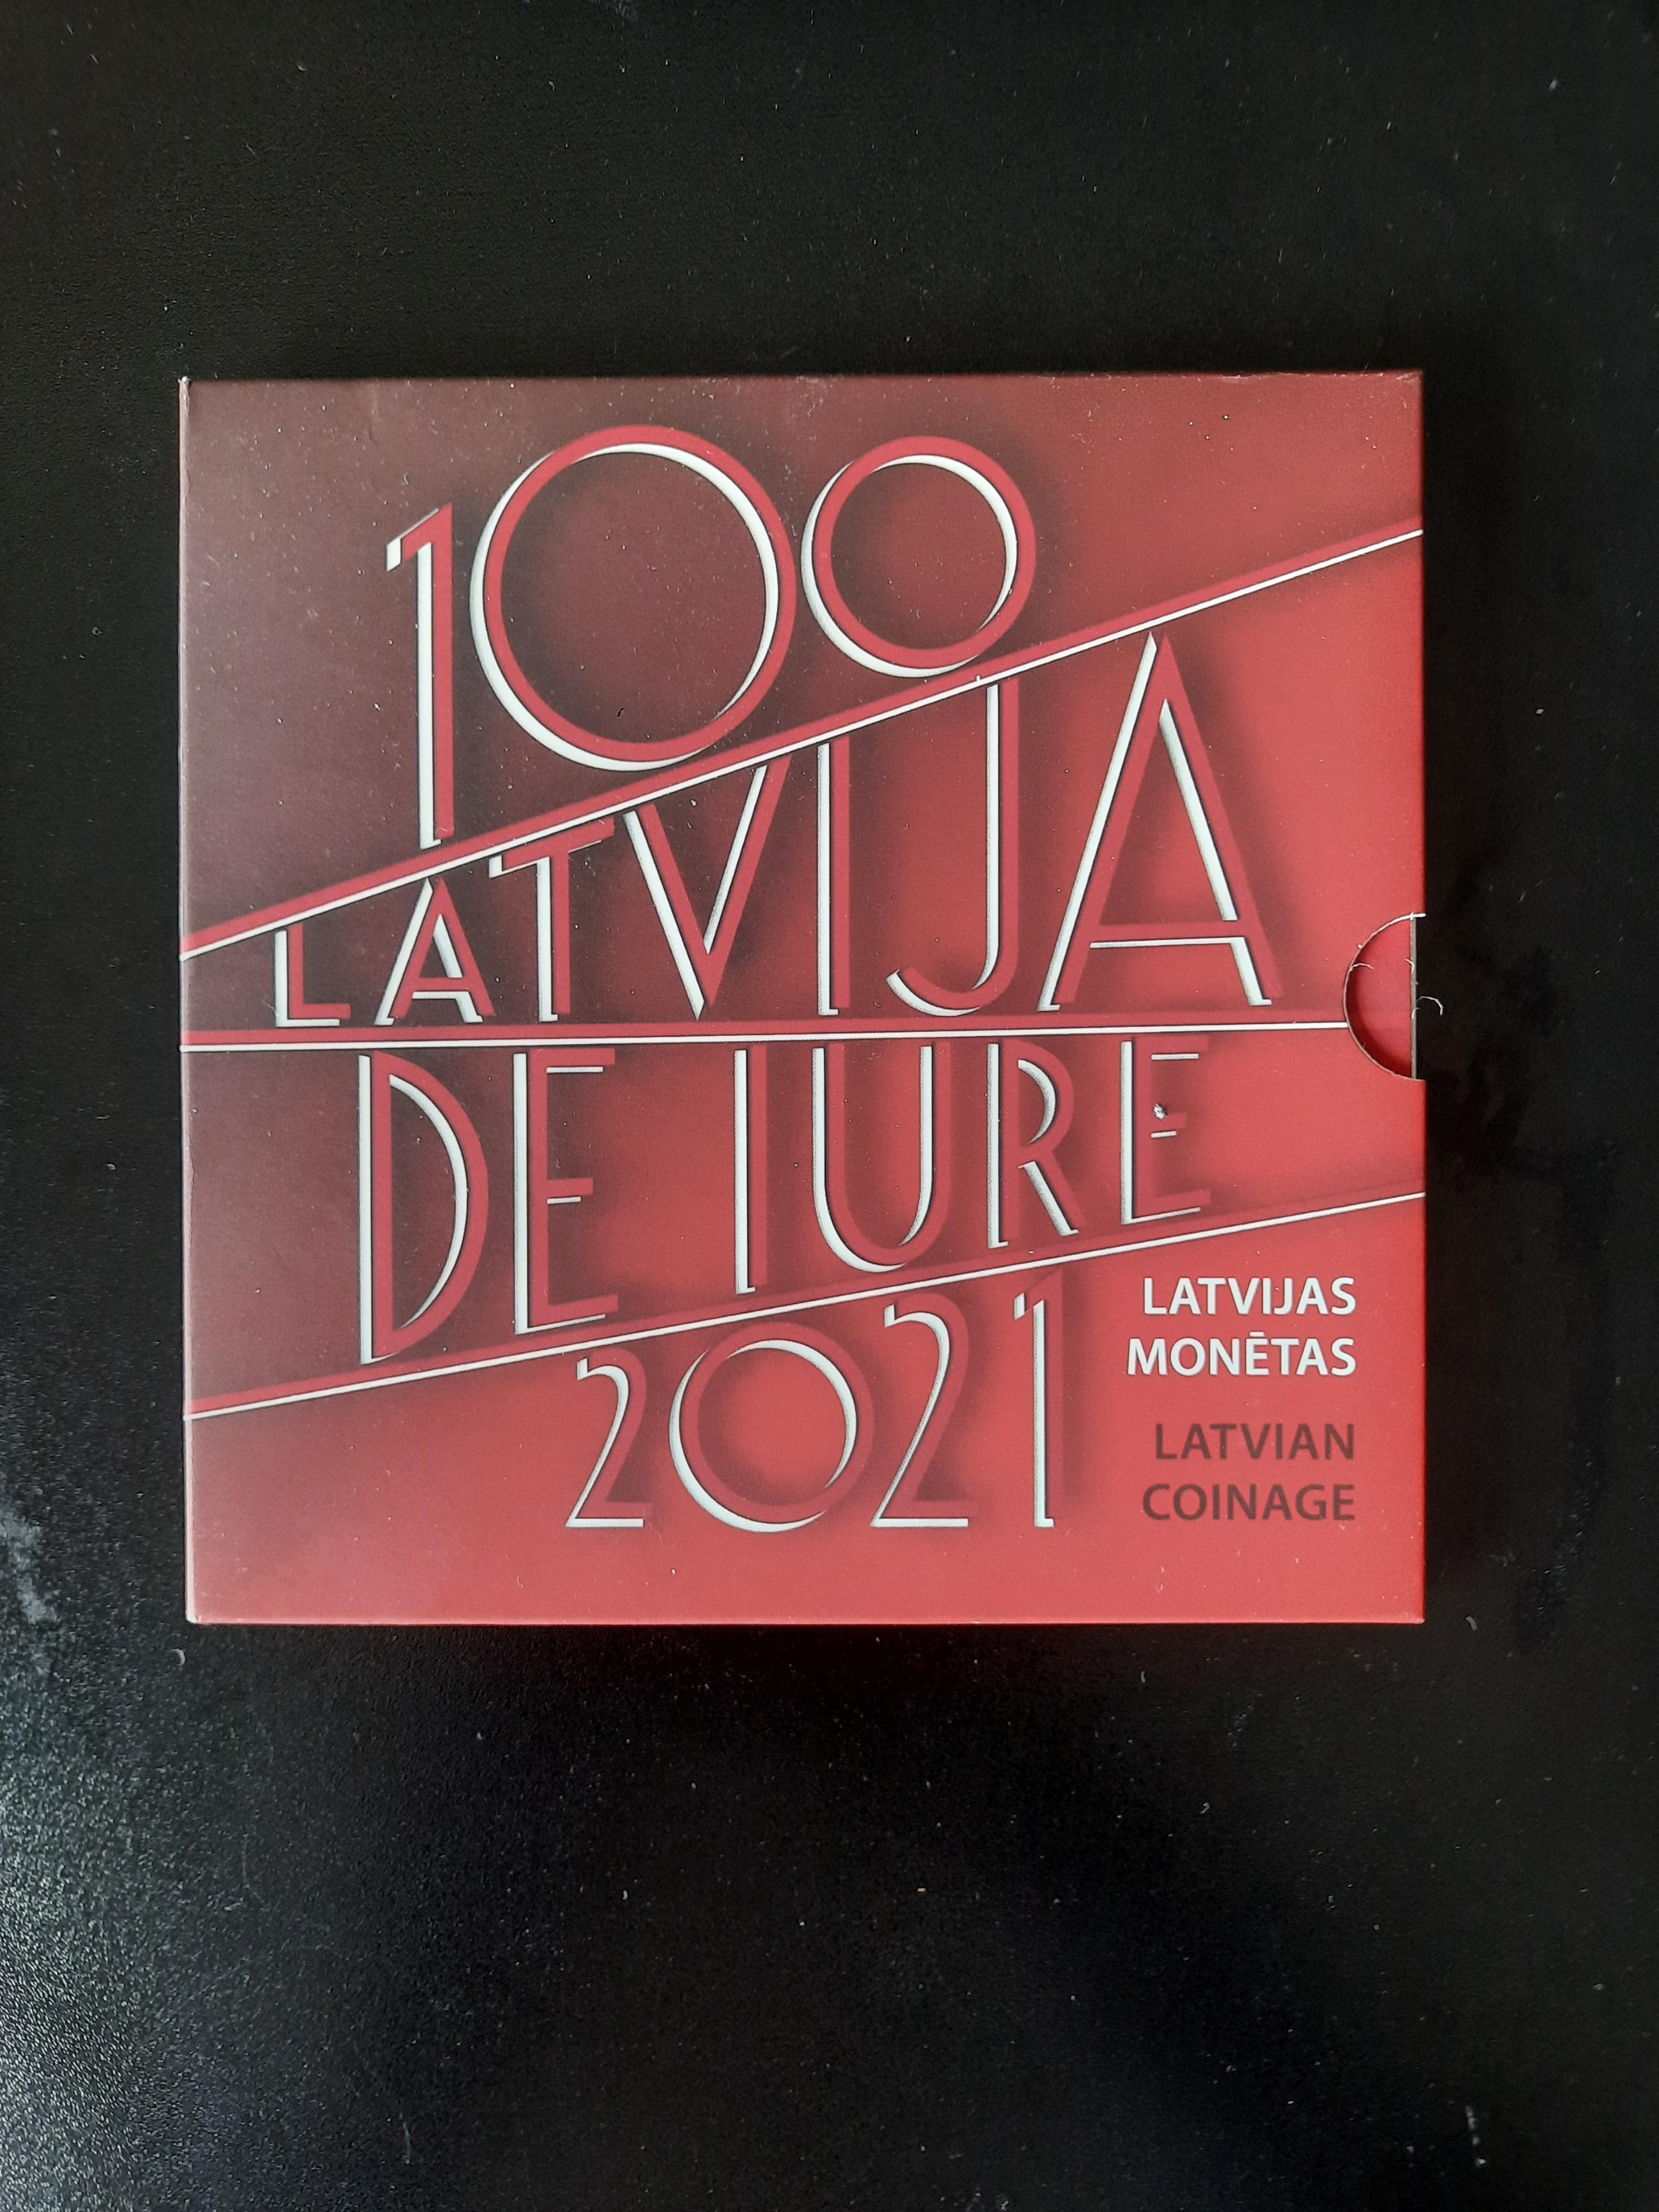 100
LATVIJA
DE IURE
2021
LATVIJAS
MONĒTAS
LATVIAN
COINAGE